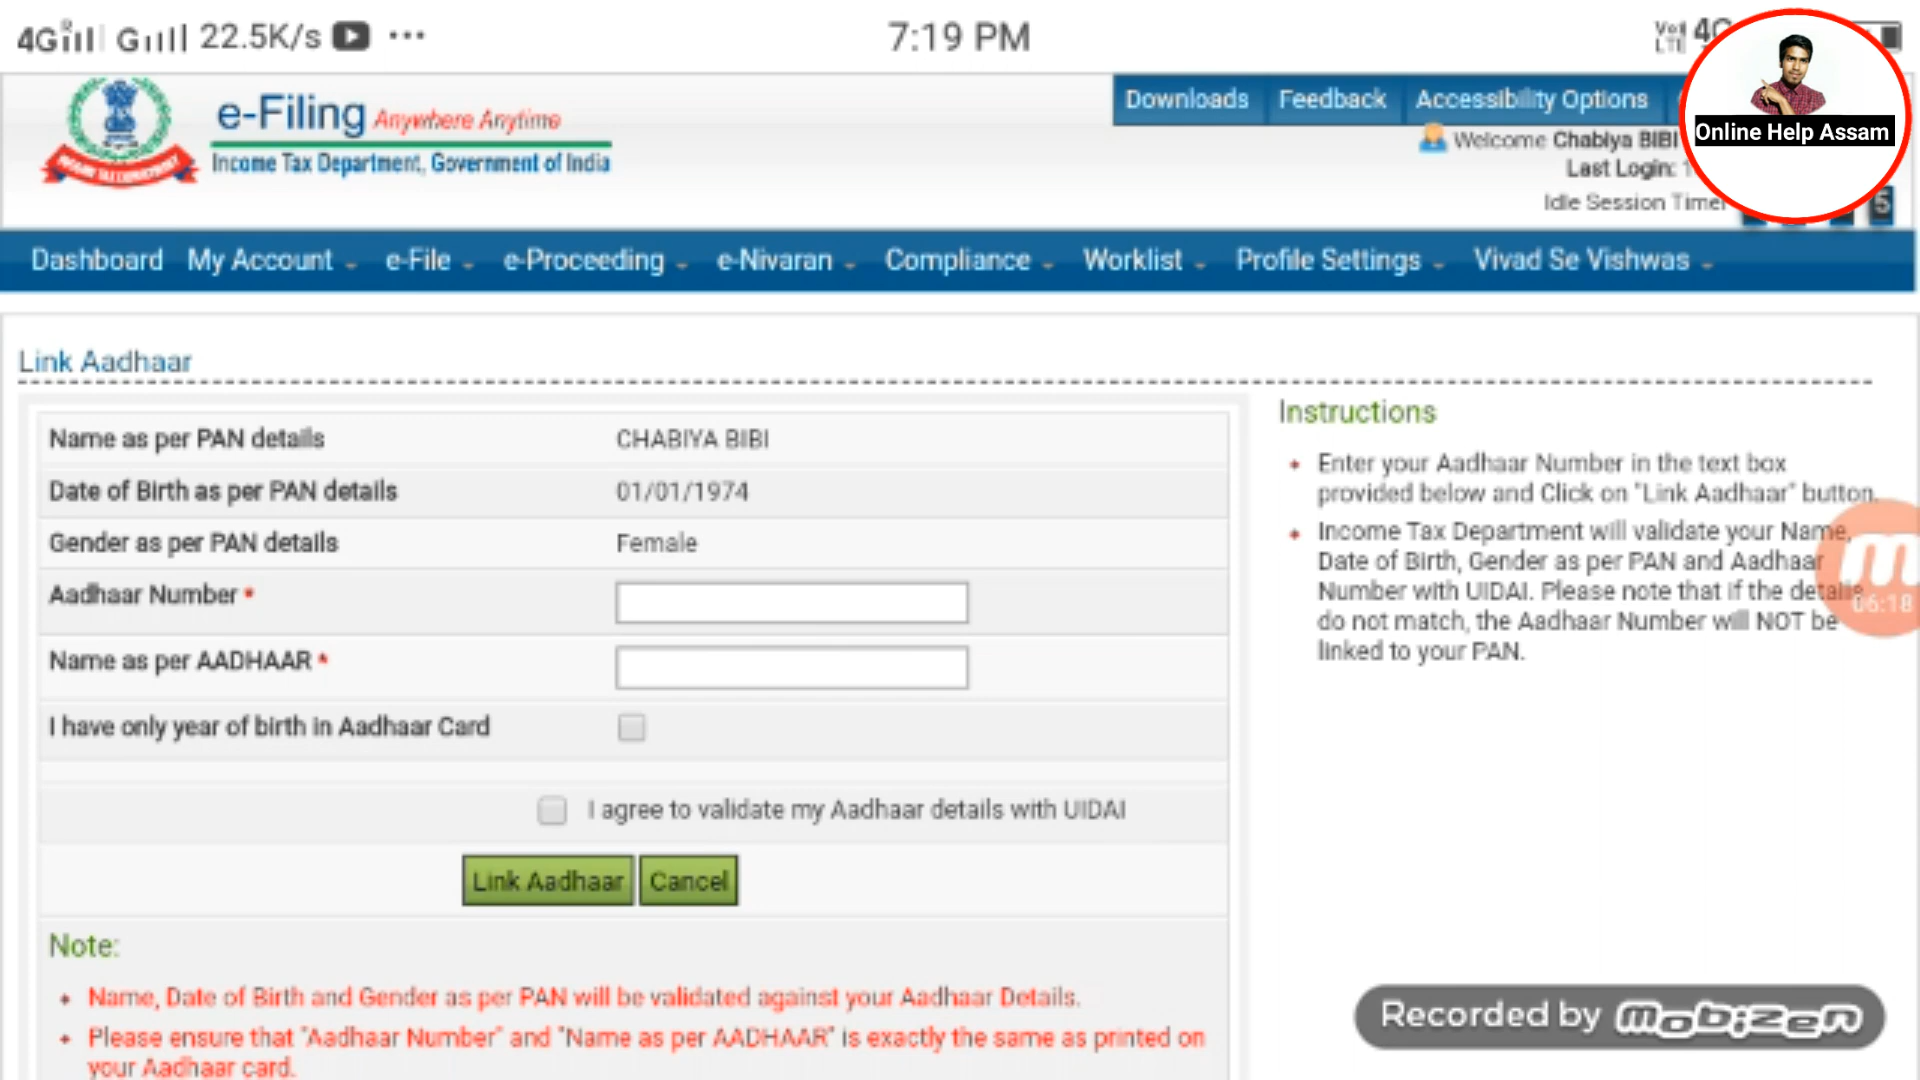 4G G 22.5K/s ... 7:19 PM VoLTE 4G
e-Filing Anywhere Anytime
Income Tax Department, Government of India
Downloads Feedback Accessibility Options
Welcome Chabiya BIBI
Last Login: 1
Idle Session Timer 5
Online Help Assam
Dashboard My Account e-File e-Proceeding e-Nivaran Compliance Worklist Profile Settings Vivad Se Vishwas
Link Aadhaar
Name as per PAN details CHABIYA BIBI
Date of Birth as per PAN details 01/01/1974
Gender as per PAN details Female
Aadhaar Number *
Name as per AADHAAR *
I have only year of birth in Aadhaar Card
I agree to validate my Aadhaar details with UIDAI
Link Aadhaar Cancel
Note:
Name, Date of Birth and Gender as per PAN will be validated against your Aadhaar Details.
Please ensure that "Aadhaar Number" and "Name as per AADHAAR" is exactly the same as printed on
your Aadhaar card.
Instructions
Enter your Aadhaar Number in the text box
provided below and Click on "Link Aadhaar" button.
Income Tax Department will validate your Name,
Date of Birth, Gender as per PAN and Aadhaar
Number with UIDAI. Please note that if the details
do not match, the Aadhaar Number will NOT be
linked to your PAN.
m
06:18
Recorded by mobizen